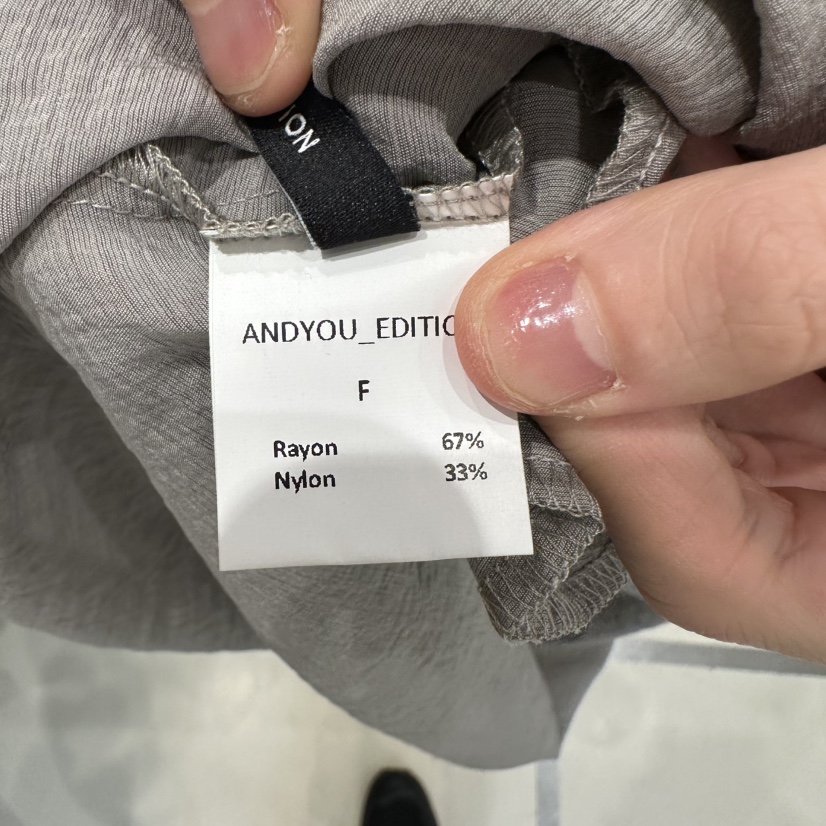 ION
ANDYOU_EDITIO
F
Rayon 67%
Nylon 33%